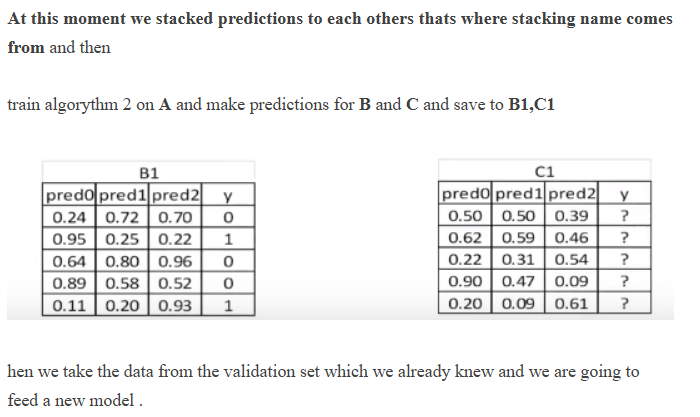 At this moment we stacked predictions to each others thats where stacking name comes
from and then
train algorythm 2 on A and make predictions for B and C and save to B1,C1
B1
pred0 pred1 pred2 y
0.24 0.72 0.70 0
0.95 0.25 0.22 1
0.64 0.80 0.96 0
0.89 0.58 0.52 0
0.11 0.20 0.93 1
C1
pred0 pred1 pred2 y
0.50 0.50 0.39 ?
0.62 0.59 0.46 ?
0.22 0.31 0.54 ?
0.90 0.47 0.09 ?
0.20 0.09 0.61 ?
hen we take the data from the validation set which we already knew and we are going to
feed a new model .